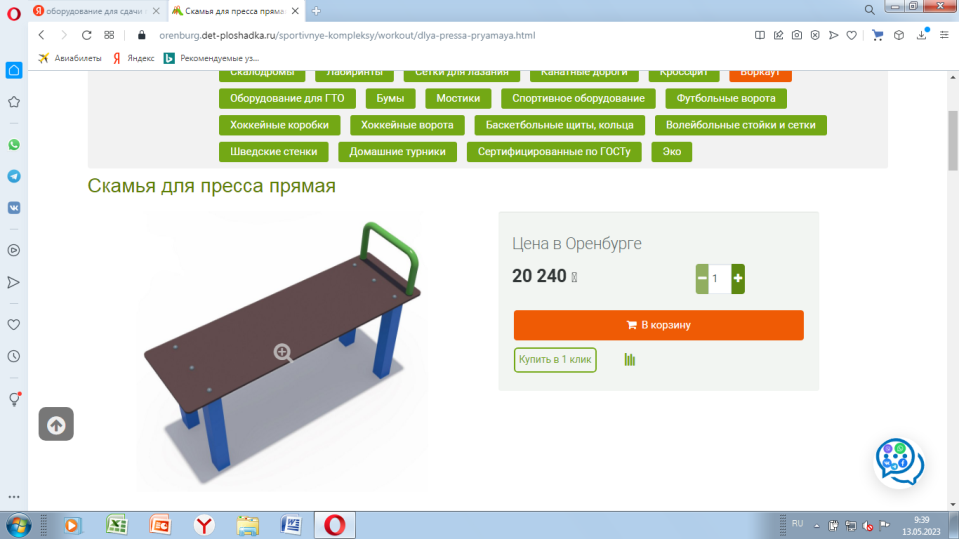 оборудование для сдачи
Скамья для пресса пряма
orenburg.det-ploshadka.ru/sportivnye-kompleksy/workout/dlya-pressa-pryamaya.html
Авиабилеты Яндекс Рекомендуемые уз...
Скалодромы Лабиринты Сетки для лазания Канатные дороги Кроссфит Воркаут
Оборудование для ГТО Бумы Мостики Спортивное оборудование Футбольные ворота
Хоккейные коробки Хоккейные ворота Баскетбольные щиты, кольца Волейбольные стойки и сетки
Шведские стенки Домашние турники Сертифицированные по ГОСТу Эко
Скамья для пресса прямая
Цена в Оренбурге
20 240
1
В корзину
Купить в 1 клик
RU
9:39
13.05.2023